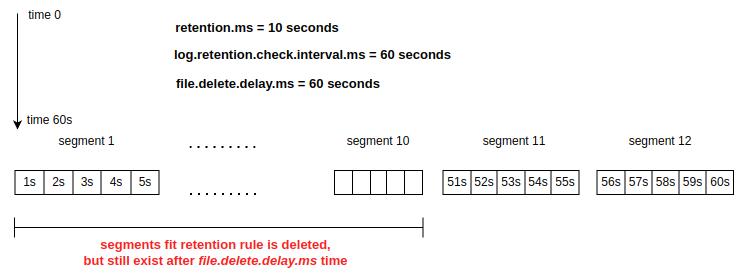 time 0
retention.ms = 10 seconds
log.retention.check.interval.ms = 60 seconds
file.delete.delay.ms = 60 seconds
time 60s
segment 1 ......... segment 10 segment 11 segment 12
1s 2s 3s 4s 5s ......... 51s 52s 53s 54s 55s 56s 57s 58s 59s 60s
segments fit retention rule is deleted,
but still exist after file.delete.delay.ms time